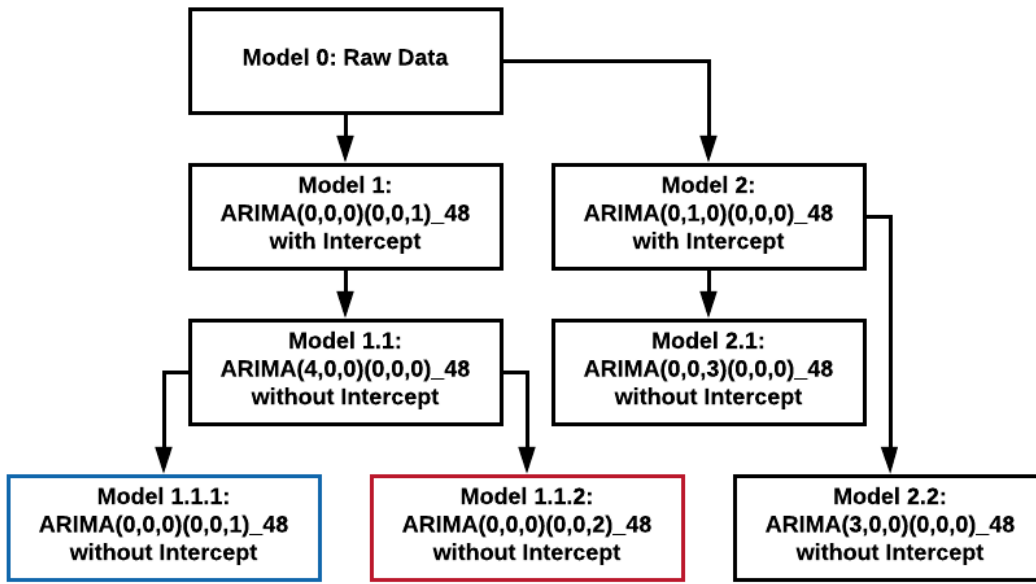 Model 0: Raw Data
Model 1:
ARIMA(0,0,0)(0,0,1)_48
with Intercept
Model 2:
ARIMA(0,1,0)(0,0,0)_48
with Intercept
Model 1.1:
ARIMA(4,0,0)(0,0,0)_48
without Intercept
Model 2.1:
ARIMA(0,0,3)(0,0,0)_48
without Intercept
Model 1.1.1:
ARIMA(0,0,0)(0,0,1)_48
without Intercept
Model 1.1.2:
ARIMA(0,0,0)(0,0,2)_48
without Intercept
Model 2.2:
ARIMA(3,0,0)(0,0,0)_48
without Intercept